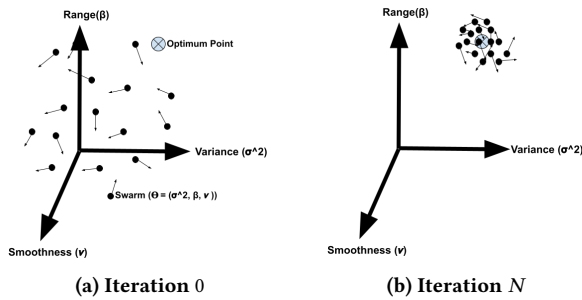 Range(β)
Optimum Point
Variance (σ^2)
Swarm (Θ = (σ^2, β, ν ))
Smoothness (ν)
(a) Iteration 0
Range(β)
Variance (σ^2)
Smoothness (ν)
(b) Iteration N